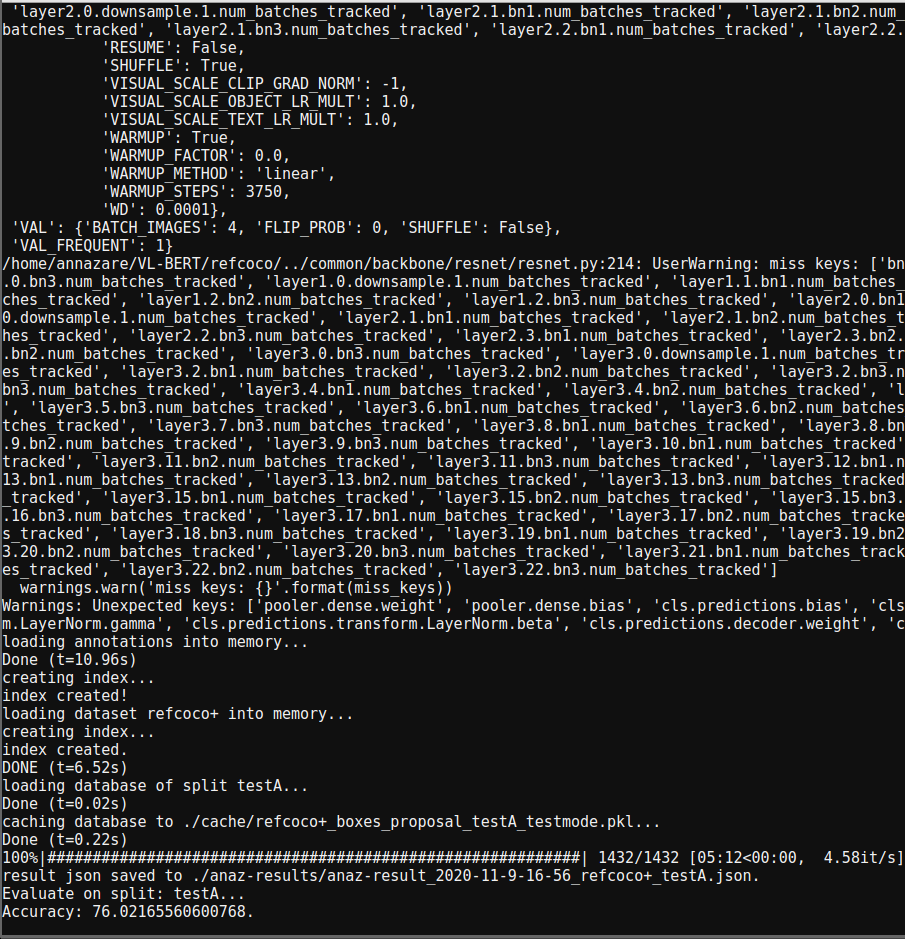 'layer2.0.downsample.1.num_batches_tracked', 'layer2.1.bn1.num_batches_tracked', 'layer2.1.bn2.num_
batches_tracked', 'layer2.1.bn3.num_batches_tracked', 'layer2.2.bn1.num_batches_tracked', 'layer2.2.
'RESUME': False,
'SHUFFLE': True,
'VISUAL_SCALE_CLIP_GRAD_NORM': -1,
'VISUAL_SCALE_OBJECT_LR_MULT': 1.0,
'VISUAL_SCALE_TEXT_LR_MULT': 1.0,
'WARMUP': True,
'WARMUP_FACTOR': 0.0,
'WARMUP_METHOD': 'linear',
'WARMUP_STEPS': 3750,
'WD': 0.0001},
'VAL': {'BATCH_IMAGES': 4, 'FLIP_PROB': 0, 'SHUFFLE': False},
'VAL_FREQUENT': 1}
/home/annazare/VL-BERT/refcoco/../common/backbone/resnet/resnet.py:214: UserWarning: miss keys: ['bn
.0.bn3.num_batches_tracked', 'layer1.0.downsample.1.num_batches_tracked', 'layer1.1.bn1.num_batches_
ches_tracked', 'layer1.2.bn2.num_batches_tracked', 'layer1.2.bn3.num_batches_tracked', 'layer2.0.bn1
0.downsample.1.num_batches_tracked', 'layer2.1.bn1.num_batches_tracked', 'layer2.1.bn2.num_batches_t
hes_tracked', 'layer2.2.bn3.num_batches_tracked', 'layer2.3.bn1.num_batches_tracked', 'layer2.3.bn2.
.bn2.num_batches_tracked', 'layer3.0.bn3.num_batches_tracked', 'layer3.0.downsample.1.num_batches_tr
es_tracked', 'layer3.2.bn1.num_batches_tracked', 'layer3.2.bn2.num_batches_tracked', 'layer3.2.bn3.n
bn3.num_batches_tracked', 'layer3.4.bn1.num_batches_tracked', 'layer3.4.bn2.num_batches_tracked', 'l
', 'layer3.5.bn3.num_batches_tracked', 'layer3.6.bn1.num_batches_tracked', 'layer3.6.bn2.num_batches
tches_tracked', 'layer3.7.bn3.num_batches_tracked', 'layer3.8.bn1.num_batches_tracked', 'layer3.8.bn
.9.bn2.num_batches_tracked', 'layer3.9.bn3.num_batches_tracked', 'layer3.10.bn1.num_batches_tracked'
tracked', 'layer3.11.bn2.num_batches_tracked', 'layer3.11.bn3.num_batches_tracked', 'layer3.12.bn1.n
13.bn1.num_batches_tracked', 'layer3.13.bn2.num_batches_tracked', 'layer3.13.bn3.num_batches_tracked
_tracked', 'layer3.15.bn1.num_batches_tracked', 'layer3.15.bn2.num_batches_tracked', 'layer3.15.bn3.
.16.bn3.num_batches_tracked', 'layer3.17.bn1.num_batches_tracked', 'layer3.17.bn2.num_batches_tracke
s_tracked', 'layer3.18.bn3.num_batches_tracked', 'layer3.19.bn1.num_batches_tracked', 'layer3.19.bn2
3.20.bn2.num_batches_tracked', 'layer3.20.bn3.num_batches_tracked', 'layer3.21.bn1.num_batches_track
es_tracked', 'layer3.22.bn2.num_batches_tracked', 'layer3.22.bn3.num_batches_tracked']
warnings.warn('miss keys: {}'.format(miss_keys))
Warnings: Unexpected keys: ['pooler.dense.weight', 'pooler.dense.bias', 'cls.predictions.bias', 'cls
m.LayerNorm.gamma', 'cls.predictions.transform.LayerNorm.beta', 'cls.predictions.decoder.weight', 'c
loading annotations into memory...
Done (t=10.96s)
creating index...
index created!
loading dataset refcoco+ into memory...
creating index...
index created.
DONE (t=6.52s)
loading database of split testA...
Done (t=0.02s)
caching database to ./cache/refcoco+_boxes_proposal_testA_testmode.pkl...
Done (t=0.22s)
100%|###########################################################| 1432/1432 [05:12<00:00, 4.58it/s]
result json saved to ./anaz-results/anaz-result_2020-11-9-16-56_refcoco+_testA.json.
Evaluate on split: testA...
Accuracy: 76.02165560600768.